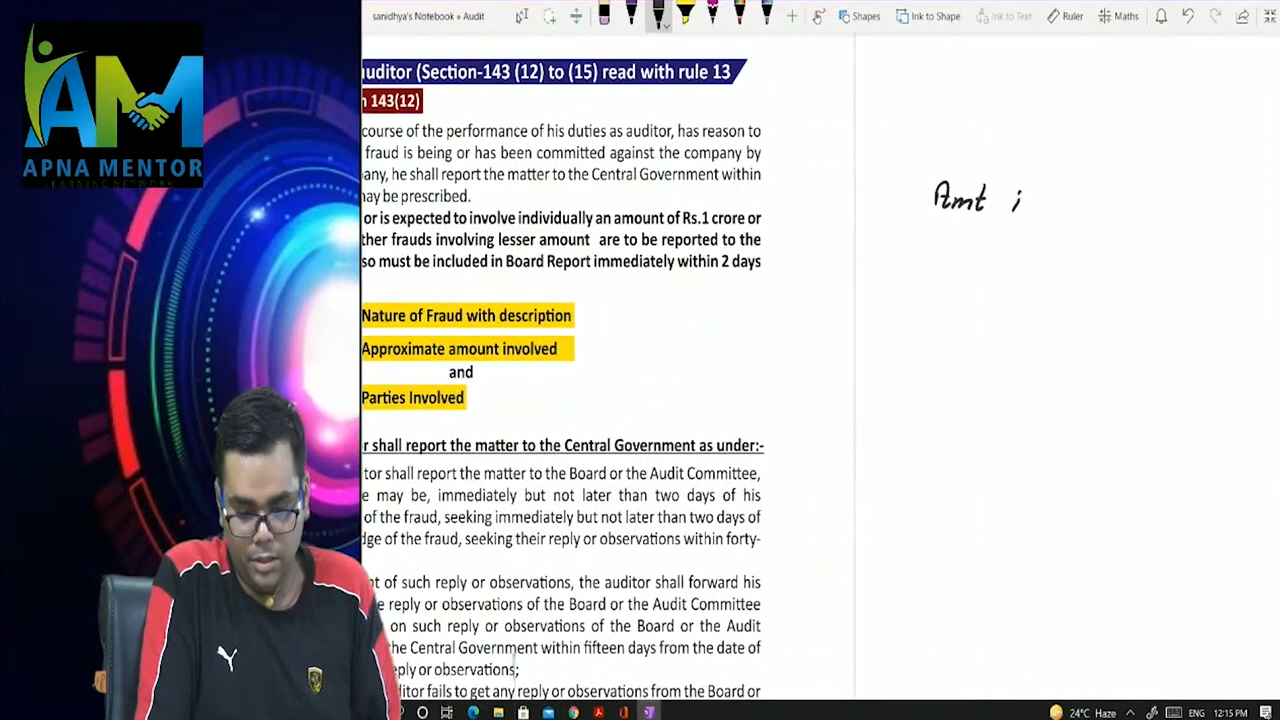 sanidhya's Notebook » Audit
Shapes
Ink to Shape
Ink to Text
Ruler
Maths
AM
APNA MENTOR
LEARNING NETWORK
auditor (Section-143 (12) to (15) read with rule 13
n 143(12)
course of the performance of his duties as auditor, has reason to
fraud is being or has been committed against the company by
any, he shall report the matter to the Central Government within
may be prescribed.
or is expected to involve individually an amount of Rs.1 crore or
ther frauds involving lesser amount are to be reported to the
so must be included in Board Report immediately within 2 days
Nature of Fraud with description
Approximate amount involved
and
Parties Involved
r shall report the matter to the Central Government as under:-
tor shall report the matter to the Board or the Audit Committee,
e may be, immediately but not later than two days of his
of the fraud, seeking immediately but not later than two days of
dge of the fraud, seeking their reply or observations within forty-
t of such reply or observations, the auditor shall forward his
e reply or observations of the Board or the Audit Committee
on such reply or observations of the Board or the Audit
he Central Government within fifteen days from the date of
eply or observations;
ditor fails to get any reply or observations from the Board or
Amt i
PUMA
24°C Haze
ENG
12:15 PM